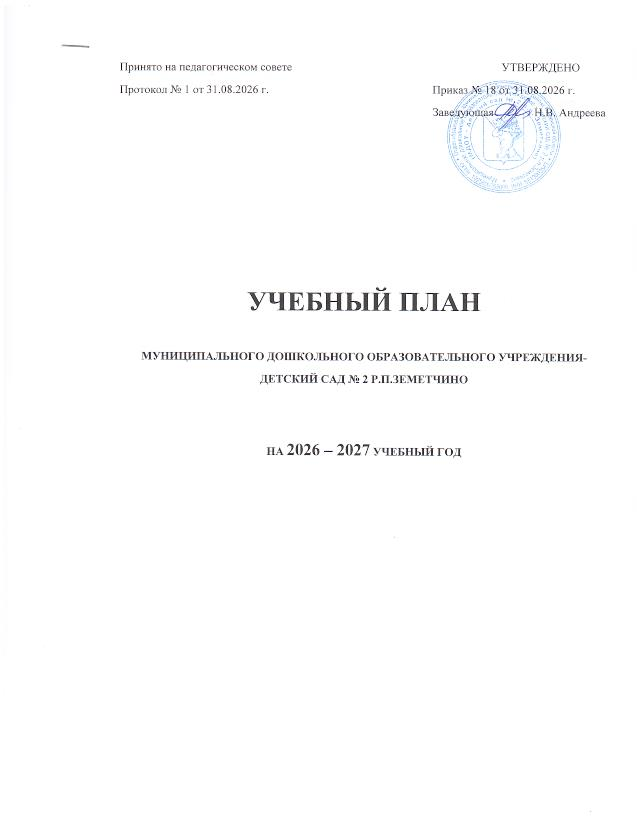 Принято на педагогическом совете
УТВЕРЖДЕНО
Протокол № 1 от 31.08.2026 г.
Приказ № 18 от 31.08.2026 г.
Заведующая Н.В. Андреева
УЧЕБНЫЙ ПЛАН
МУНИЦИПАЛЬНОГО ДОШКОЛЬНОГО ОБРАЗОВАТЕЛЬНОГО УЧРЕЖДЕНИЯ-
ДЕТСКИЙ САД № 2 Р.П.ЗЕМЕТЧИНО
НА 2026 – 2027 УЧЕБНЫЙ ГОД